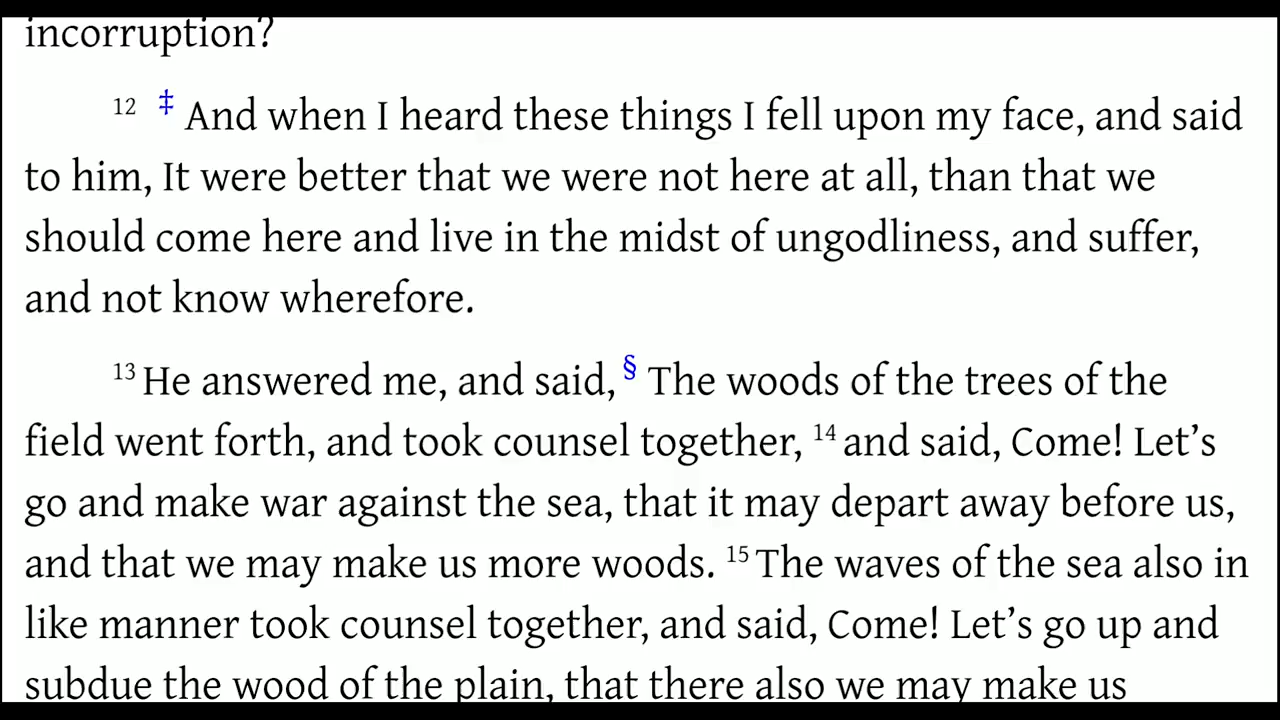 incorruption?
12 ‡ And when I heard these things I fell upon my face, and said
to him, It were better that we were not here at all, than that we
should come here and live in the midst of ungodliness, and suffer,
and not know wherefore.
13 He answered me, and said, § The woods of the trees of the
field went forth, and took counsel together, 14 and said, Come! Let’s
go and make war against the sea, that it may depart away before us,
and that we may make us more woods. 15 The waves of the sea also in
like manner took counsel together, and said, Come! Let’s go up and
subdue the wood of the plain, that there also we may make us